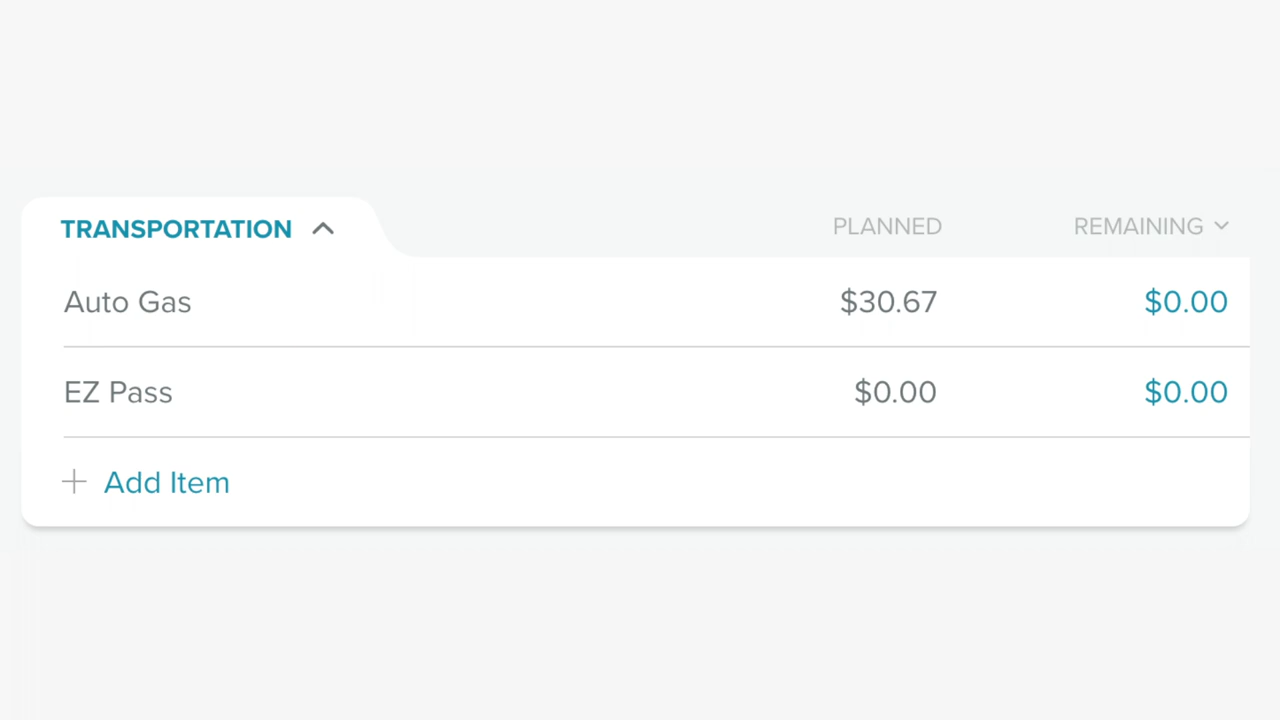 TRANSPORTATION PLANNED REMAINING
Auto Gas $30.67 $0.00
EZ Pass $0.00 $0.00
+ Add Item